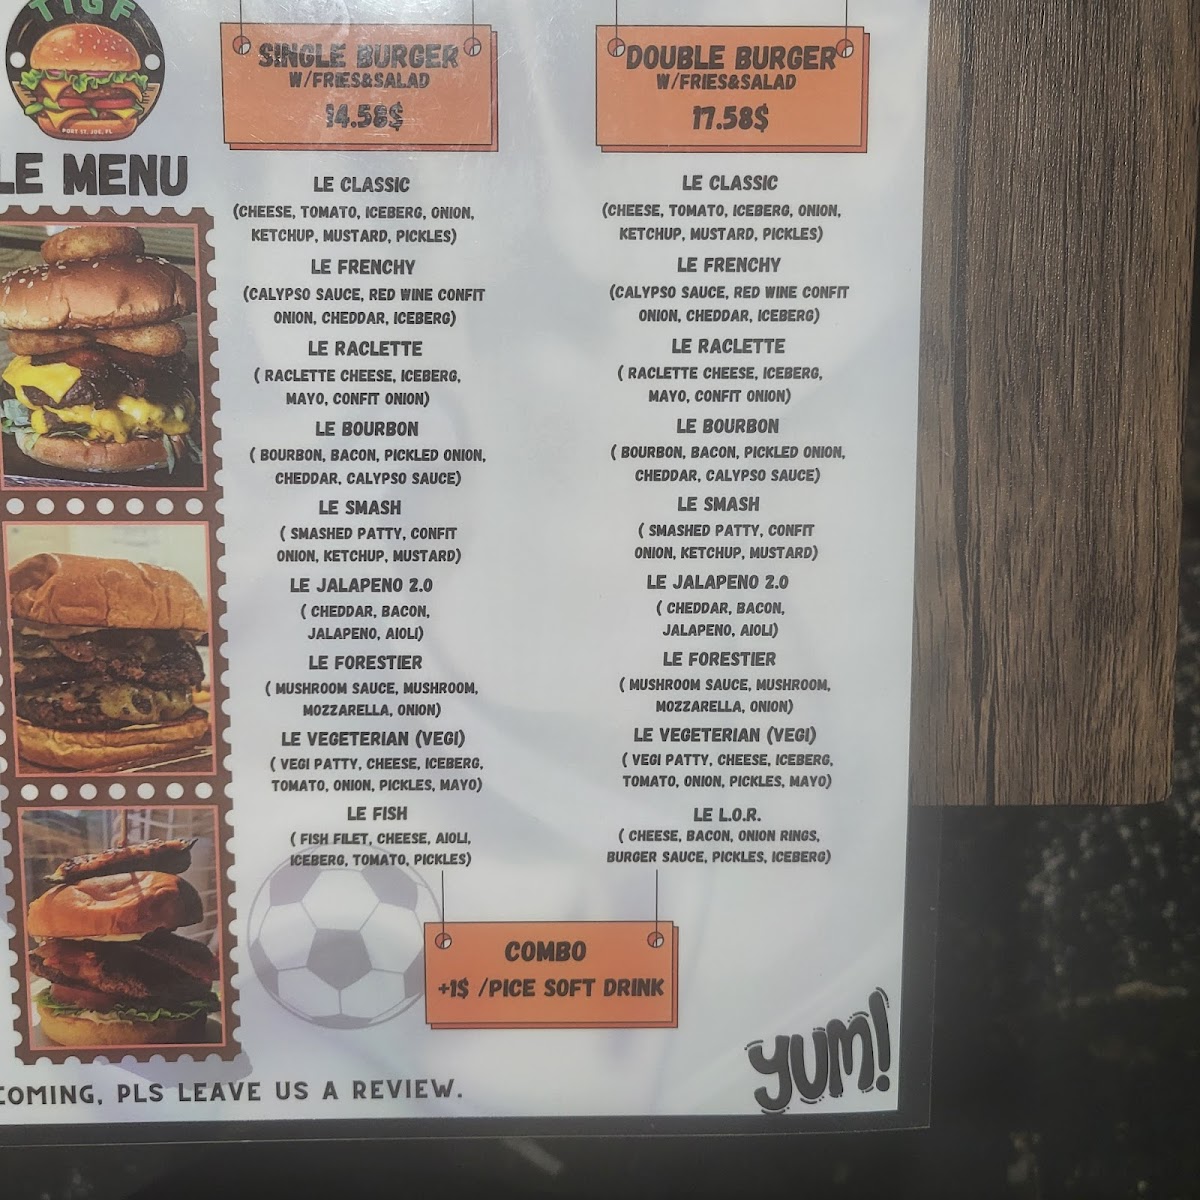 TIGF
PORT ST. JOE, FL
LE MENU
SINGLE BURGER
W/FRIES&SALAD
14.58$
LE CLASSIC
(CHEESE, TOMATO, ICEBERG, ONION,
KETCHUP, MUSTARD, PICKLES)
LE FRENCHY
(CALYPSO SAUCE, RED WINE CONFIT
ONION, CHEDDAR, ICEBERG)
LE RACLETTE
( RACLETTE CHEESE, ICEBERG,
MAYO, CONFIT ONION)
LE BOURBON
( BOURBON, BACON, PICKLED ONION,
CHEDDAR, CALYPSO SAUCE)
LE SMASH
( SMASHED PATTY, CONFIT
ONION, KETCHUP, MUSTARD)
LE JALAPENO 2.0
( CHEDDAR, BACON,
JALAPENO, AIOLI)
LE FORESTIER
( MUSHROOM SAUCE, MUSHROOM,
MOZZARELLA, ONION)
LE VEGETERIAN (VEGI)
( VEGI PATTY, CHEESE, ICEBERG,
TOMATO, ONION, PICKLES, MAYO)
LE FISH
( FISH FILET, CHEESE, AIOLI,
ICEBERG, TOMATO, PICKLES)
DOUBLE BURGER
W/FRIES&SALAD
17.58$
LE CLASSIC
(CHEESE, TOMATO, ICEBERG, ONION,
KETCHUP, MUSTARD, PICKLES)
LE FRENCHY
(CALYPSO SAUCE, RED WINE CONFIT
ONION, CHEDDAR, ICEBERG)
LE RACLETTE
( RACLETTE CHEESE, ICEBERG,
MAYO, CONFIT ONION)
LE BOURBON
( BOURBON, BACON, PICKLED ONION,
CHEDDAR, CALYPSO SAUCE)
LE SMASH
( SMASHED PATTY, CONFIT
ONION, KETCHUP, MUSTARD)
LE JALAPENO 2.0
( CHEDDAR, BACON,
JALAPENO, AIOLI)
LE FORESTIER
( MUSHROOM SAUCE, MUSHROOM,
MOZZARELLA, ONION)
LE VEGETERIAN (VEGI)
( VEGI PATTY, CHEESE, ICEBERG,
TOMATO, ONION, PICKLES, MAYO)
LE L.O.R.
( CHEESE, BACON, ONION RINGS,
BURGER SAUCE, PICKLES, ICEBERG)
COMBO
+1$ /PICE SOFT DRINK
YUM!
COMING, PLS LEAVE US A REVIEW.